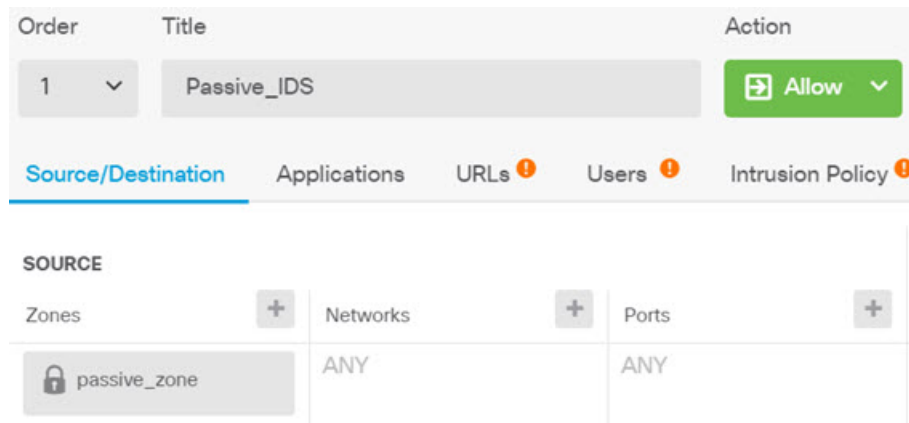 Order Title Action
1 Passive_IDS Allow
Source/Destination Applications URLs Users Intrusion Policy
SOURCE
Zones Networks Ports
passive_zone ANY ANY